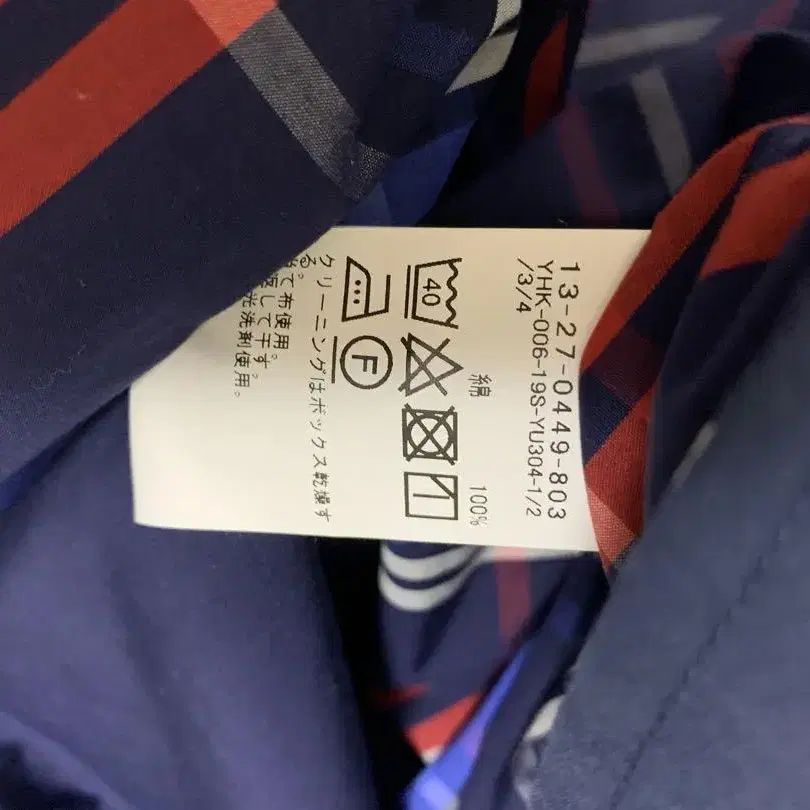 13-27-0449-803
YHK-006-19S-YU304-1/2
/3/4
綿 100%
40
F
クリーニングはボックス乾燥す
る。
て布使用。
して干す。
光洗剤使用。